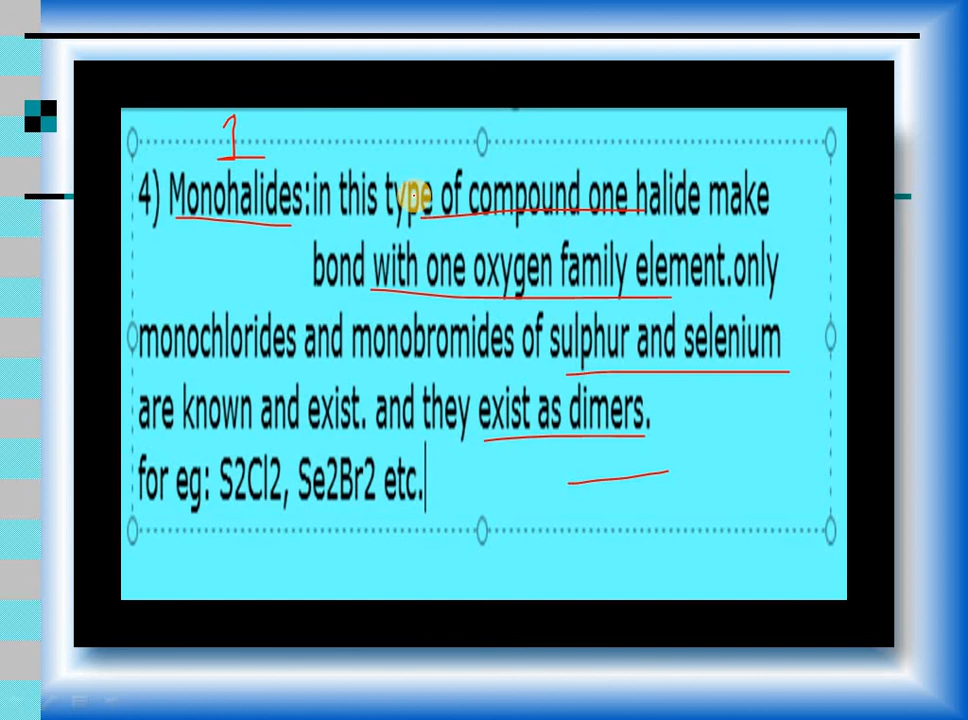 1
4) Monohalides:in this type of compound one halide make
bond with one oxygen family element.only
monochlorides and monobromides of sulphur and selenium
are known and exist. and they exist as dimers.
for eg: S2Cl2, Se2Br2 etc.